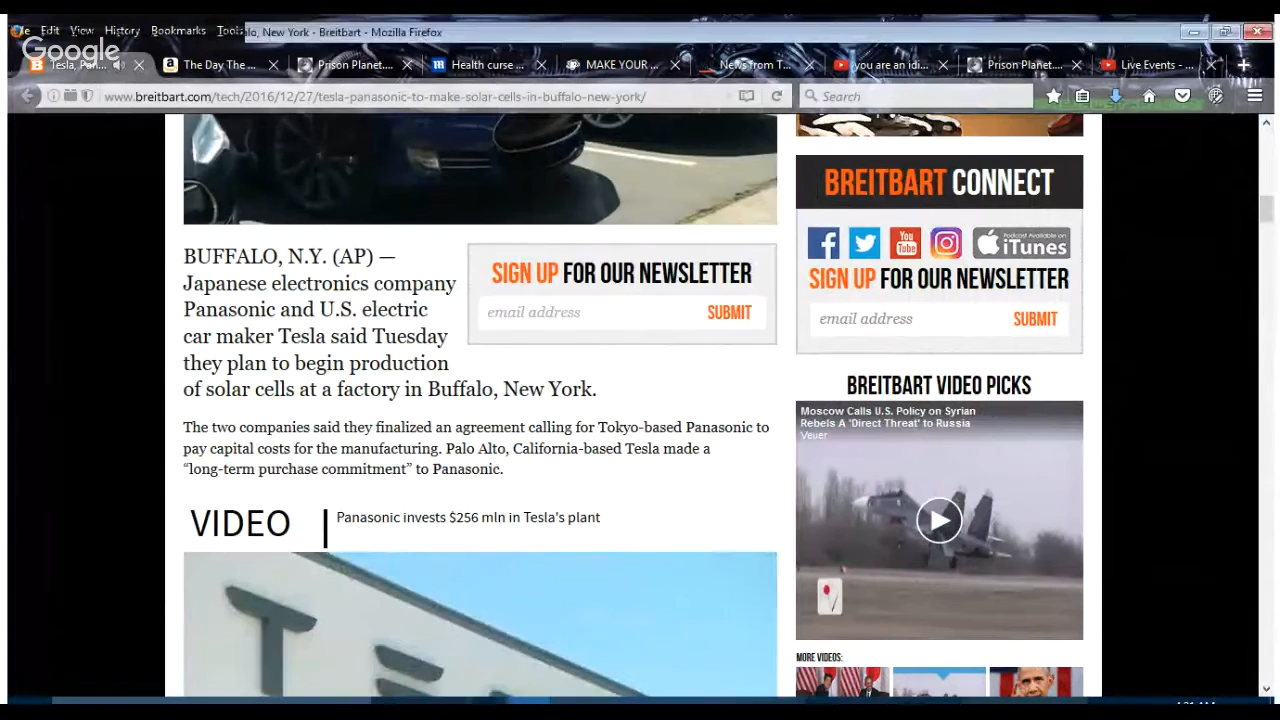 Edit View History Bookmarks Tools
lo, New York - Breitbart - Mozilla Firefox
Google
Tesla, Pan...
The Day The ...
Prison Planet....
Health curse ...
MAKE YOUR ...
News from T...
you are an idi...
Prison Planet....
Live Events - ...
www.breitbart.com/tech/2016/12/27/tesla-panasonic-to-make-solar-cells-in-buffalo-new-york/
Search
BUFFALO, N.Y. (AP) —
Japanese electronics company
Panasonic and U.S. electric
car maker Tesla said Tuesday
they plan to begin production
of solar cells at a factory in Buffalo, New York.
SIGN UP FOR OUR NEWSLETTER
email address SUBMIT
The two companies said they finalized an agreement calling for Tokyo-based Panasonic to
pay capital costs for the manufacturing. Palo Alto, California-based Tesla made a
“long-term purchase commitment” to Panasonic.
VIDEO
Panasonic invests $256 mln in Tesla's plant
T E
BREITBART CONNECT
You
Tube
Podcast Available on
iTunes
SIGN UP FOR OUR NEWSLETTER
email address SUBMIT
BREITBART VIDEO PICKS
Moscow Calls U.S. Policy on Syrian
Rebels A 'Direct Threat' to Russia
Veuer
MORE VIDEOS: